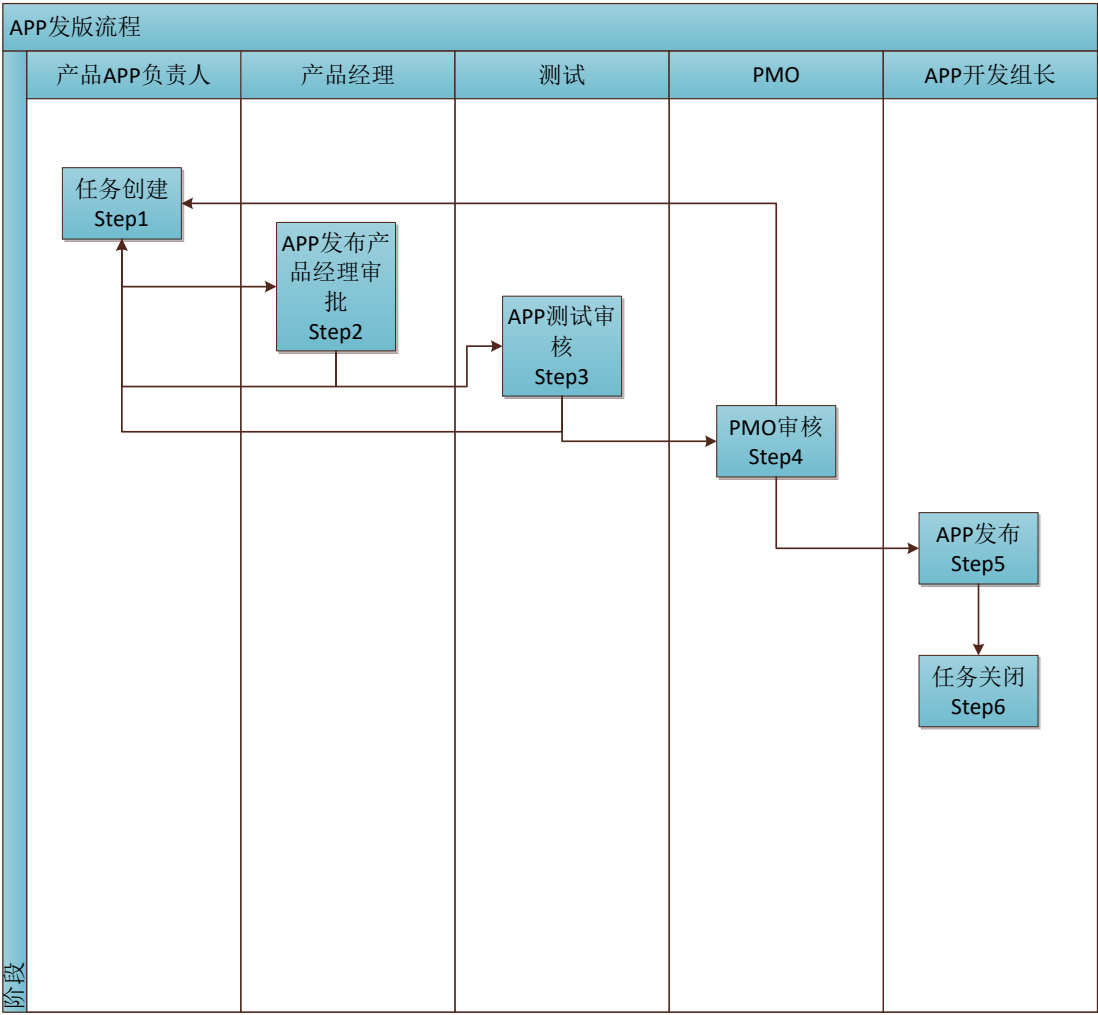 APP发版流程
产品APP负责人
产品经理
测试
PMO
APP开发组长
任务创建
Step1
APP发布产
品经理审
批
Step2
APP测试审
核
Step3
PMO审核
Step4
APP发布
Step5
任务关闭
Step6
阶段